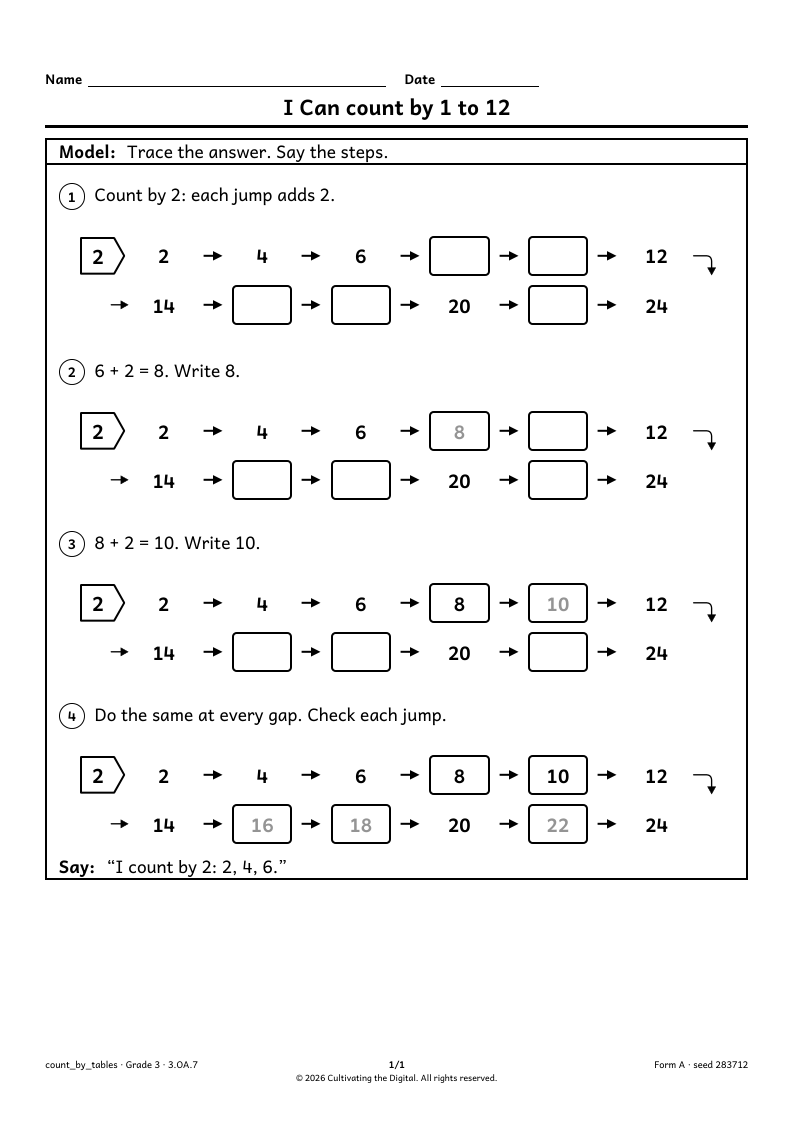 Name Date
I Can count by 1 to 12
Model: Trace the answer. Say the steps.
1 Count by 2: each jump adds 2.
2 2 4 6 12
14 20 24
2 6 + 2 = 8. Write 8.
2 2 4 6 8 12
14 20 24
3 8 + 2 = 10. Write 10.
2 2 4 6 8 10 12
14 20 24
4 Do the same at every gap. Check each jump.
2 2 4 6 8 10 12
14 16 18 20 22 24
Say: “I count by 2: 2, 4, 6.”
count_by_tables · Grade 3 · 3.OA.7 1/1 Form A · seed 283712
© 2026 Cultivating the Digital. All rights reserved.